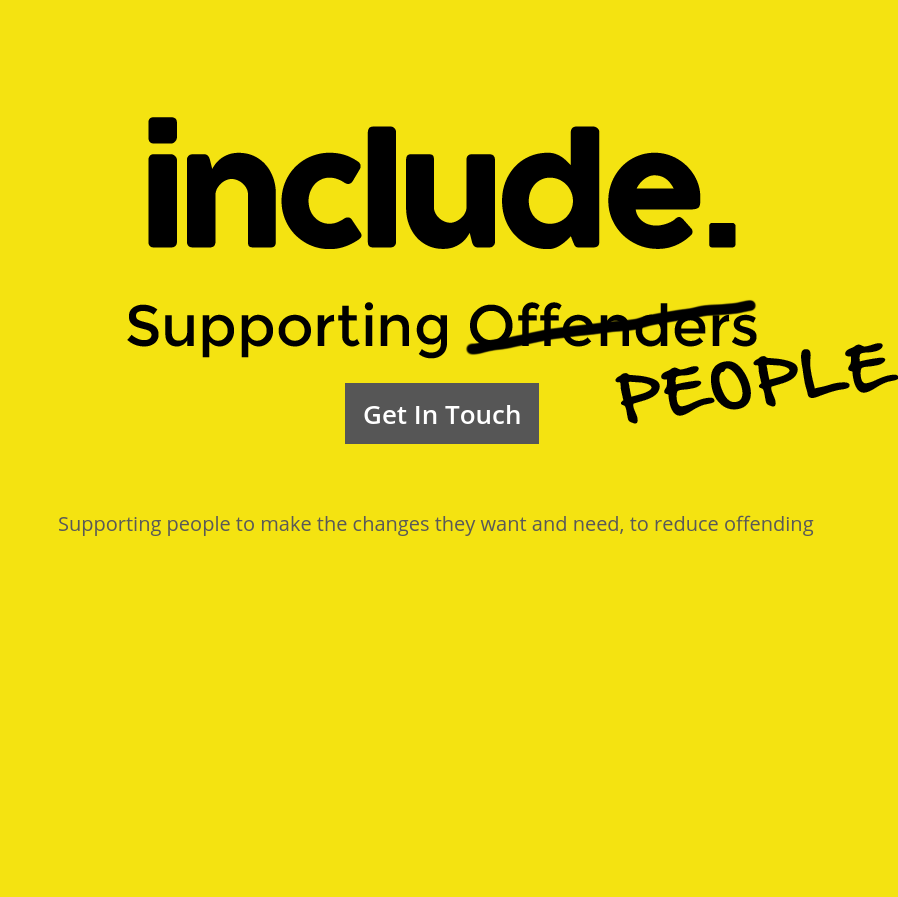 include.
Supporting Offenders
PEOPLE
Get In Touch
Supporting people to make the changes they want and need, to reduce offending